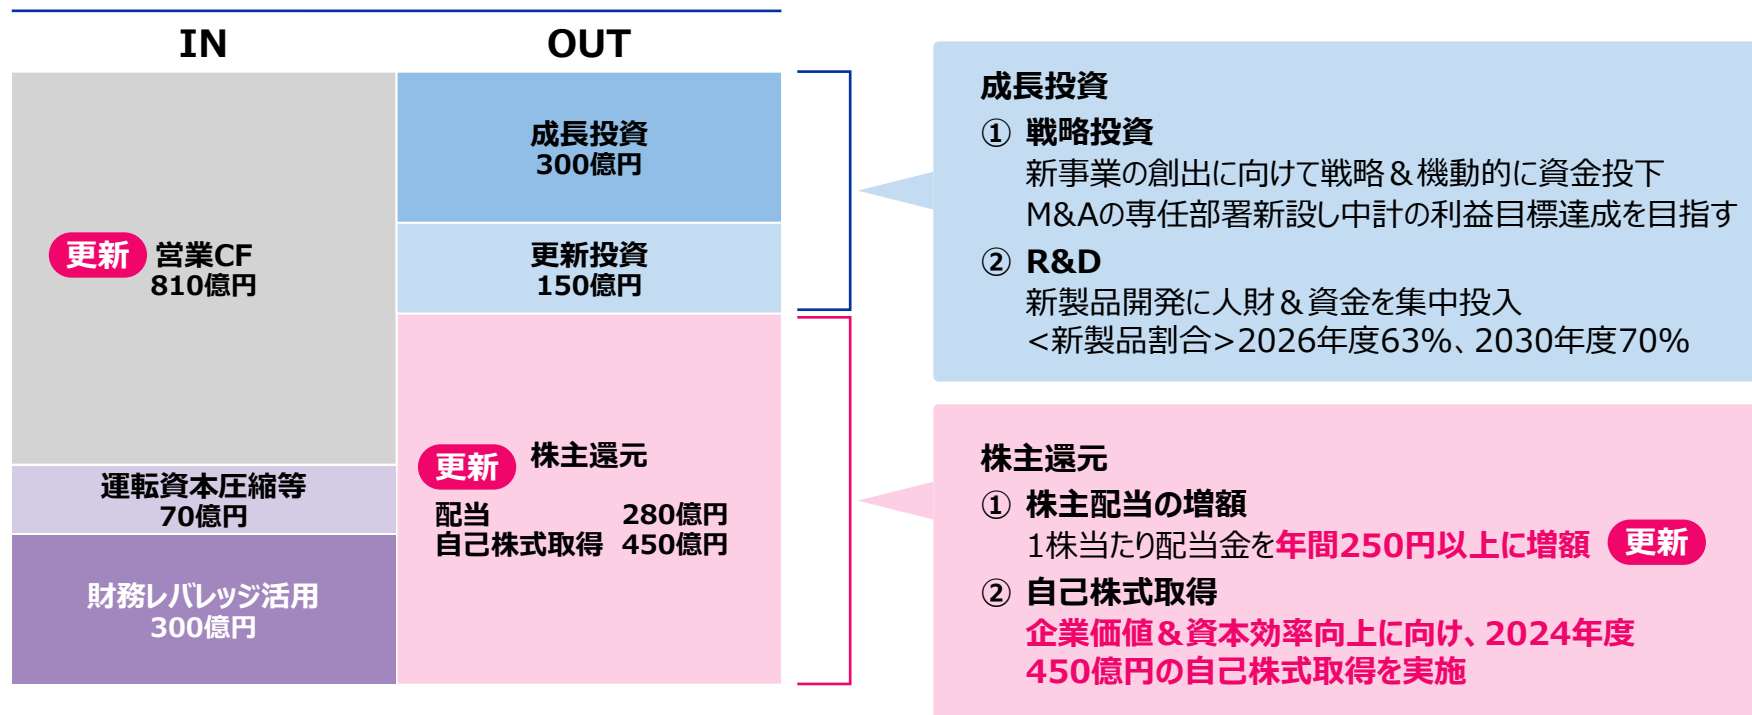 IN
OUT
更新
営業CF
810億円
運転資本圧縮等
70億円
財務レバレッジ活用
300億円
成長投資
300億円
更新投資
150億円
更新
株主還元
配当 280億円
自己株式取得 450億円
成長投資
① 戦略投資
新事業の創出に向けて戦略&機動的に資金投下
M&Aの専任部署新設し中計の利益目標達成を目指す
② R&D
新製品開発に人財&資金を集中投入
<新製品割合>2026年度63%、2030年度70%
株主還元
① 株主配当の増額
1株当たり配当金を年間250円以上に増額 更新
② 自己株式取得
企業価値&資本効率向上に向け、2024年度
450億円の自己株式取得を実施